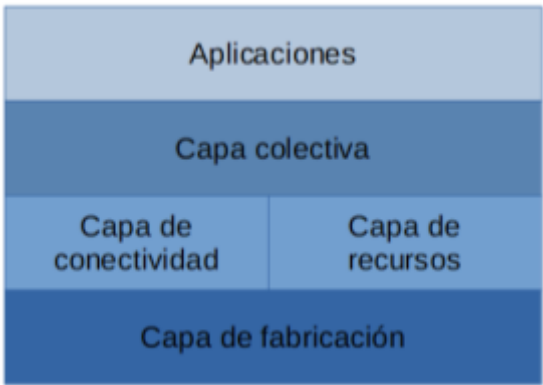 Aplicaciones
Capa colectiva
Capa de
conectividad
Capa de
recursos
Capa de fabricación